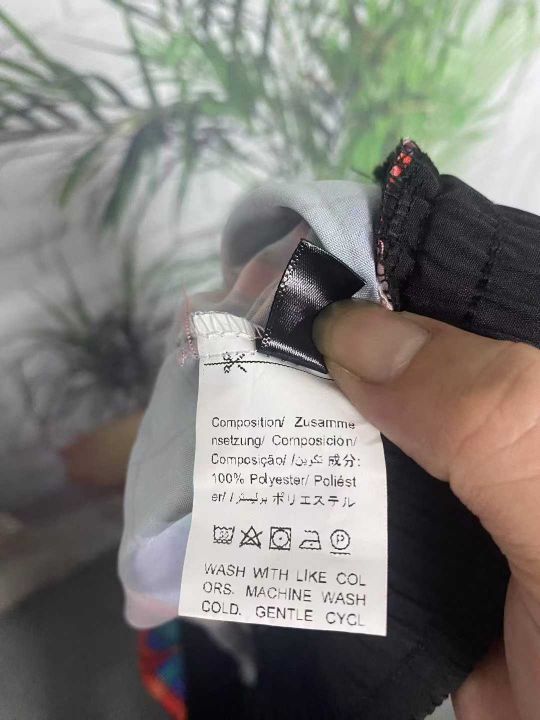 Composition/ Zusamme
nsetzung/ Composicion/
Composição/ تكوين/ 成分:
100% Polyester/ Poliést
er/ / بوليستر ポリエステル
WASH WITH LIKE COL
ORS. MACHINE WASH
COLD. GENTLE CYCL